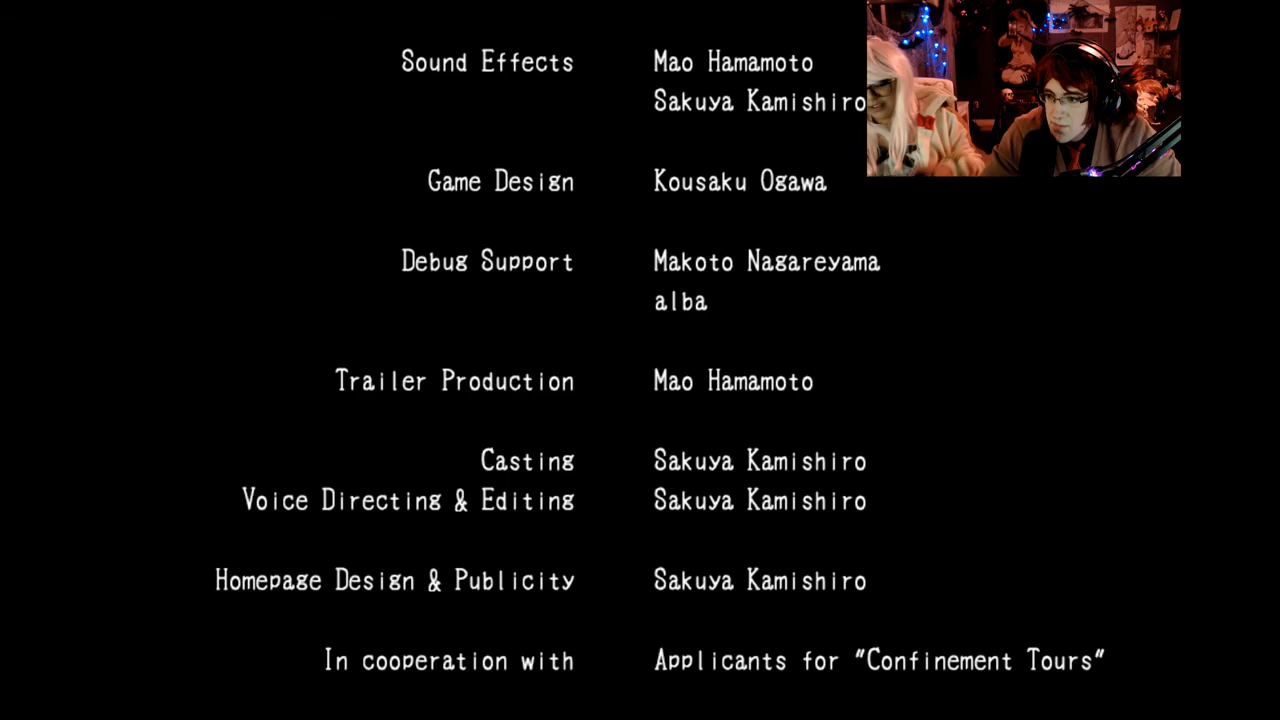 Sound Effects Mao Hamamoto
Sakuya Kamishiro
Game Design Kousaku Ogawa
Debug Support Makoto Nagareyama
alba
Trailer Production Mao Hamamoto
Casting Sakuya Kamishiro
Voice Directing & Editing Sakuya Kamishiro
Homepage Design & Publicity Sakuya Kamishiro
In cooperation with Applicants for "Confinement Tours"